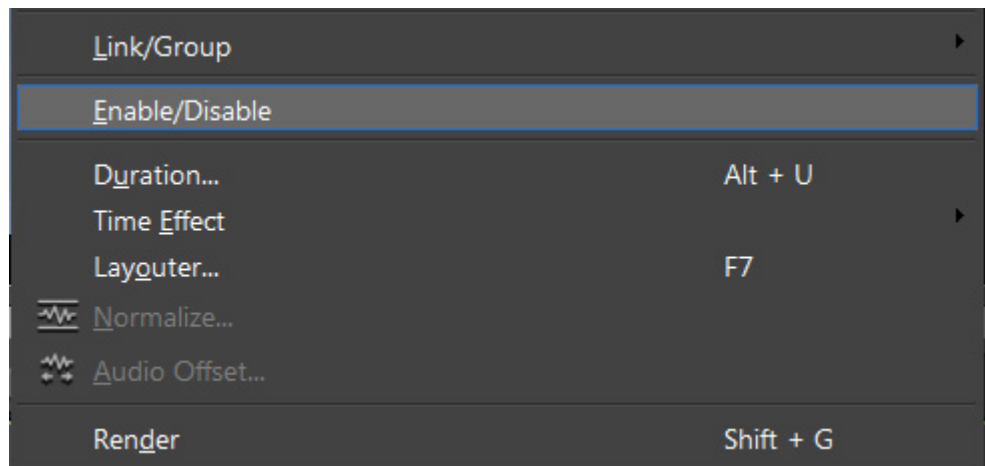 Link/Group
Enable/Disable
Duration... Alt + U
Time Effect
Layouter... F7
Normalize...
Audio Offset...
Render Shift + G